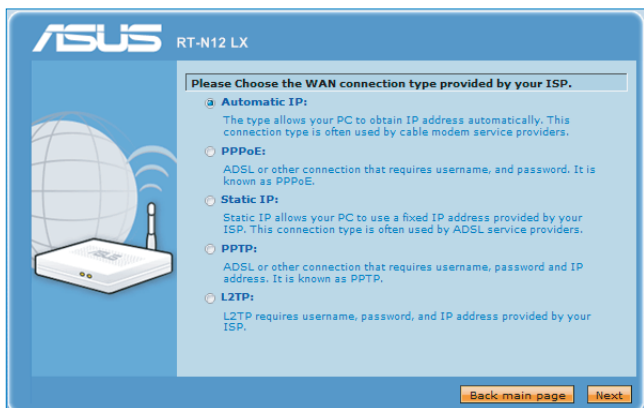 ASUS RT-N12 LX
Please Choose the WAN connection type provided by your ISP.
Automatic IP:
The type allows your PC to obtain IP address automatically. This
connection type is often used by cable modem service providers.
PPPoE:
ADSL or other connection that requires username, and password. It is
known as PPPoE.
Static IP:
Static IP allows your PC to use a fixed IP address provided by your
ISP. This connection type is often used by ADSL service providers.
PPTP:
ADSL or other connection that requires username, password and IP
address. It is known as PPTP.
L2TP:
L2TP requires username, password, and IP address provided by your
ISP.
ASUS
Back main page Next